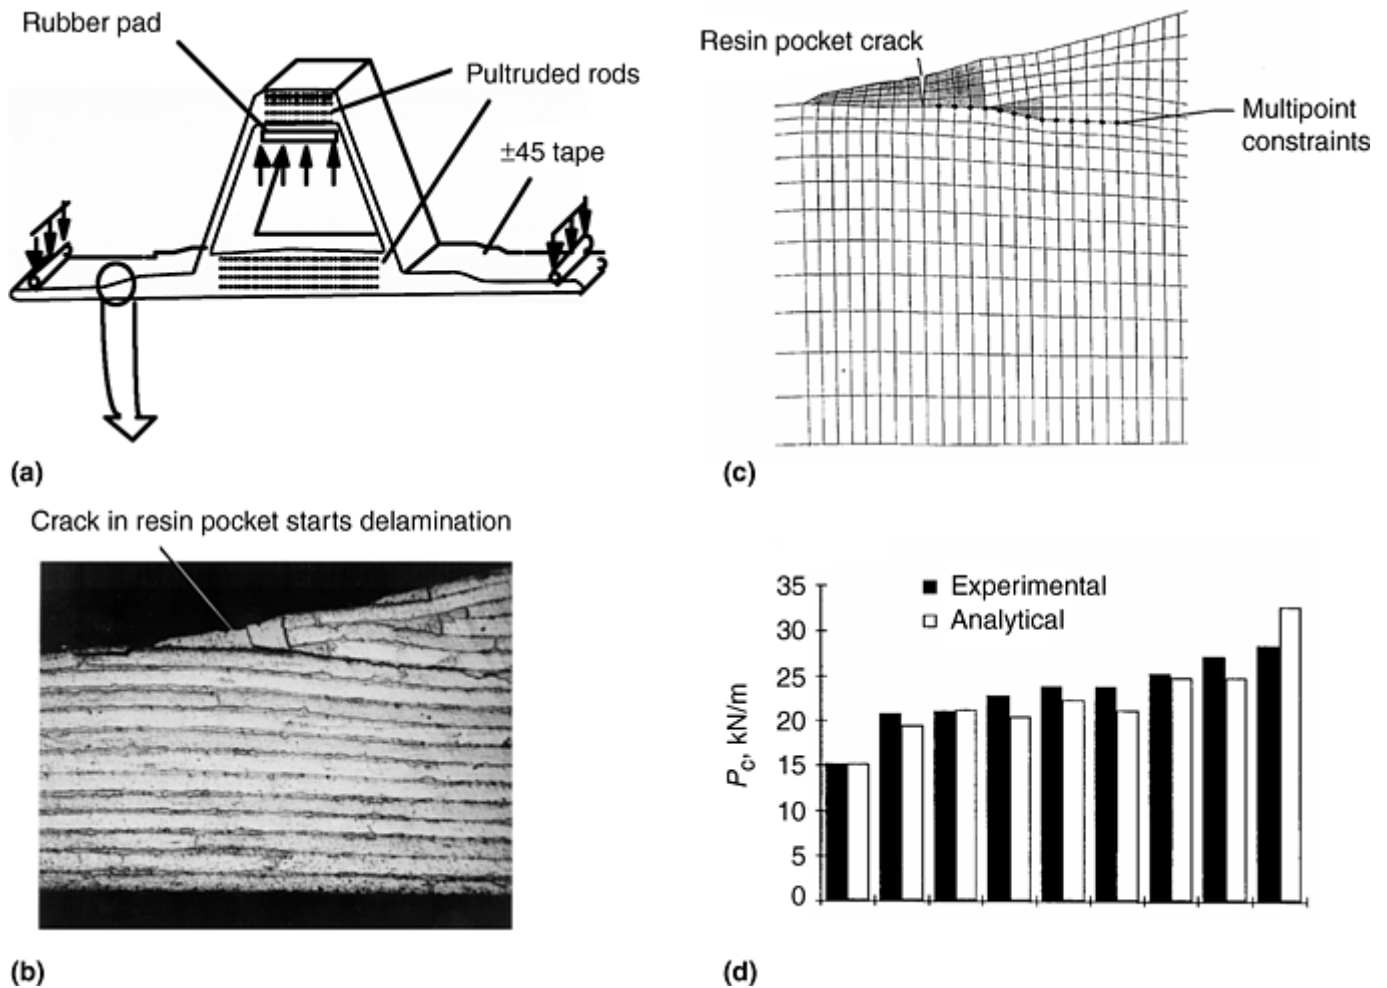 Rubber pad
Pultruded rods
±45 tape
(a)
Crack in resin pocket starts delamination
(b)
Resin pocket crack
Multipoint
constraints
(c)
Experimental
Analytical
35
30
25
20
15
10
5
0
Pc, kN/m
(d)